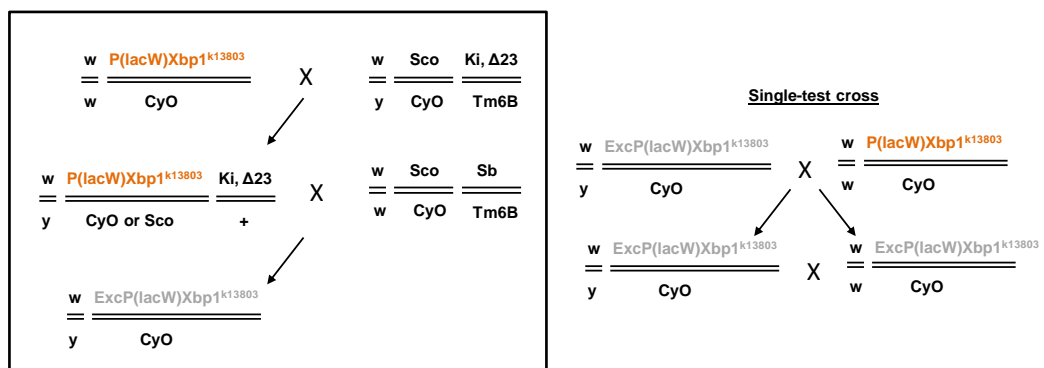 w P(lacW)Xbp1k13803 X w Sco Ki, Δ23
w CyO y CyO Tm6B
w P(lacW)Xbp1k13803 Ki, Δ23 X w Sco Sb
y CyO or Sco + w CyO Tm6B
w ExcP(lacW)Xbp1k13803
y CyO
Single-test cross
w ExcP(lacW)Xbp1k13803 X w P(lacW)Xbp1k13803
y CyO w CyO
w ExcP(lacW)Xbp1k13803 X w ExcP(lacW)Xbp1k13803
y CyO w CyO